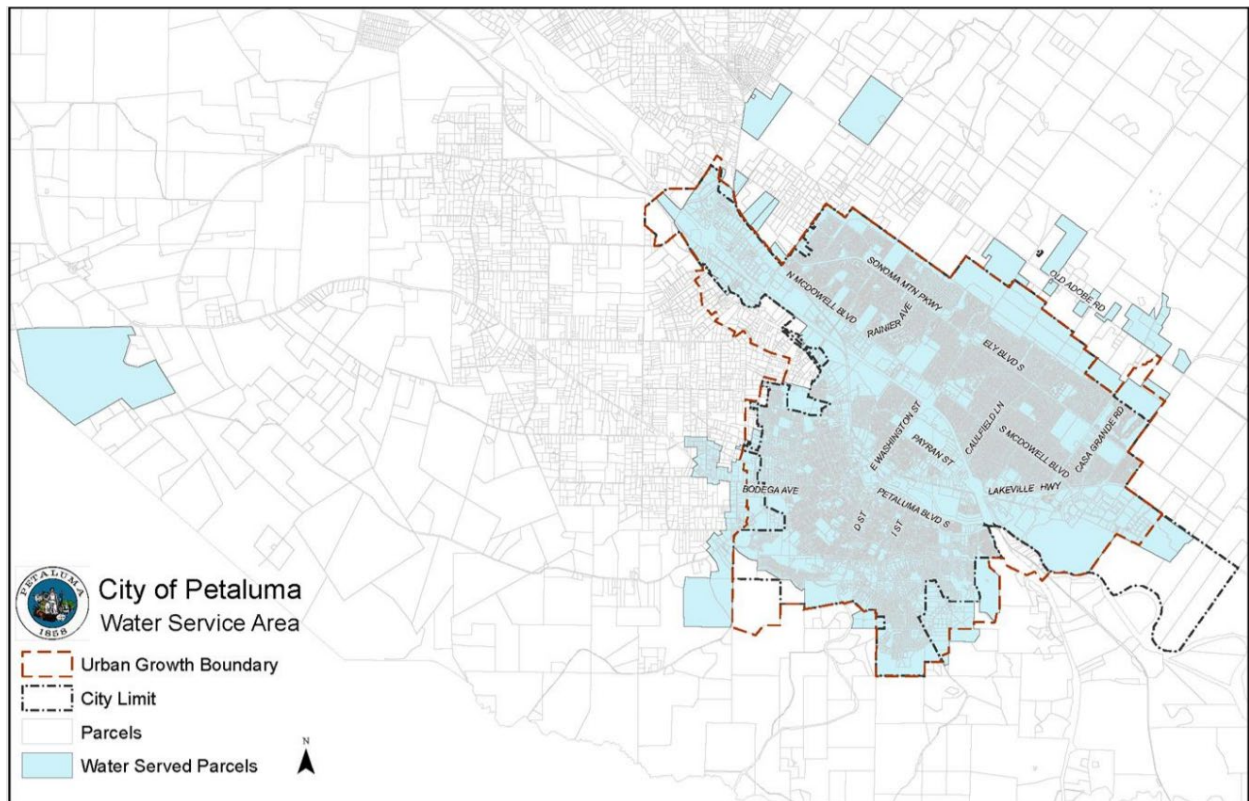 SONOMA MTN PKWY
OLD ADOBE RD
N MCDOWELL BLVD
RAINIER AVE
ELY BLVD S
E WASHINGTON ST
PAYRAN ST
CAULFIELD LN
S MCDOWELL BLVD
CASA GRANDE RD
BODEGA AVE
LAKEVILLE HWY
PETALUMA BLVD S
D ST
I ST
PETALUMA
1858
City of Petaluma
Water Service Area
Urban Growth Boundary
City Limit
Parcels
Water Served Parcels
N